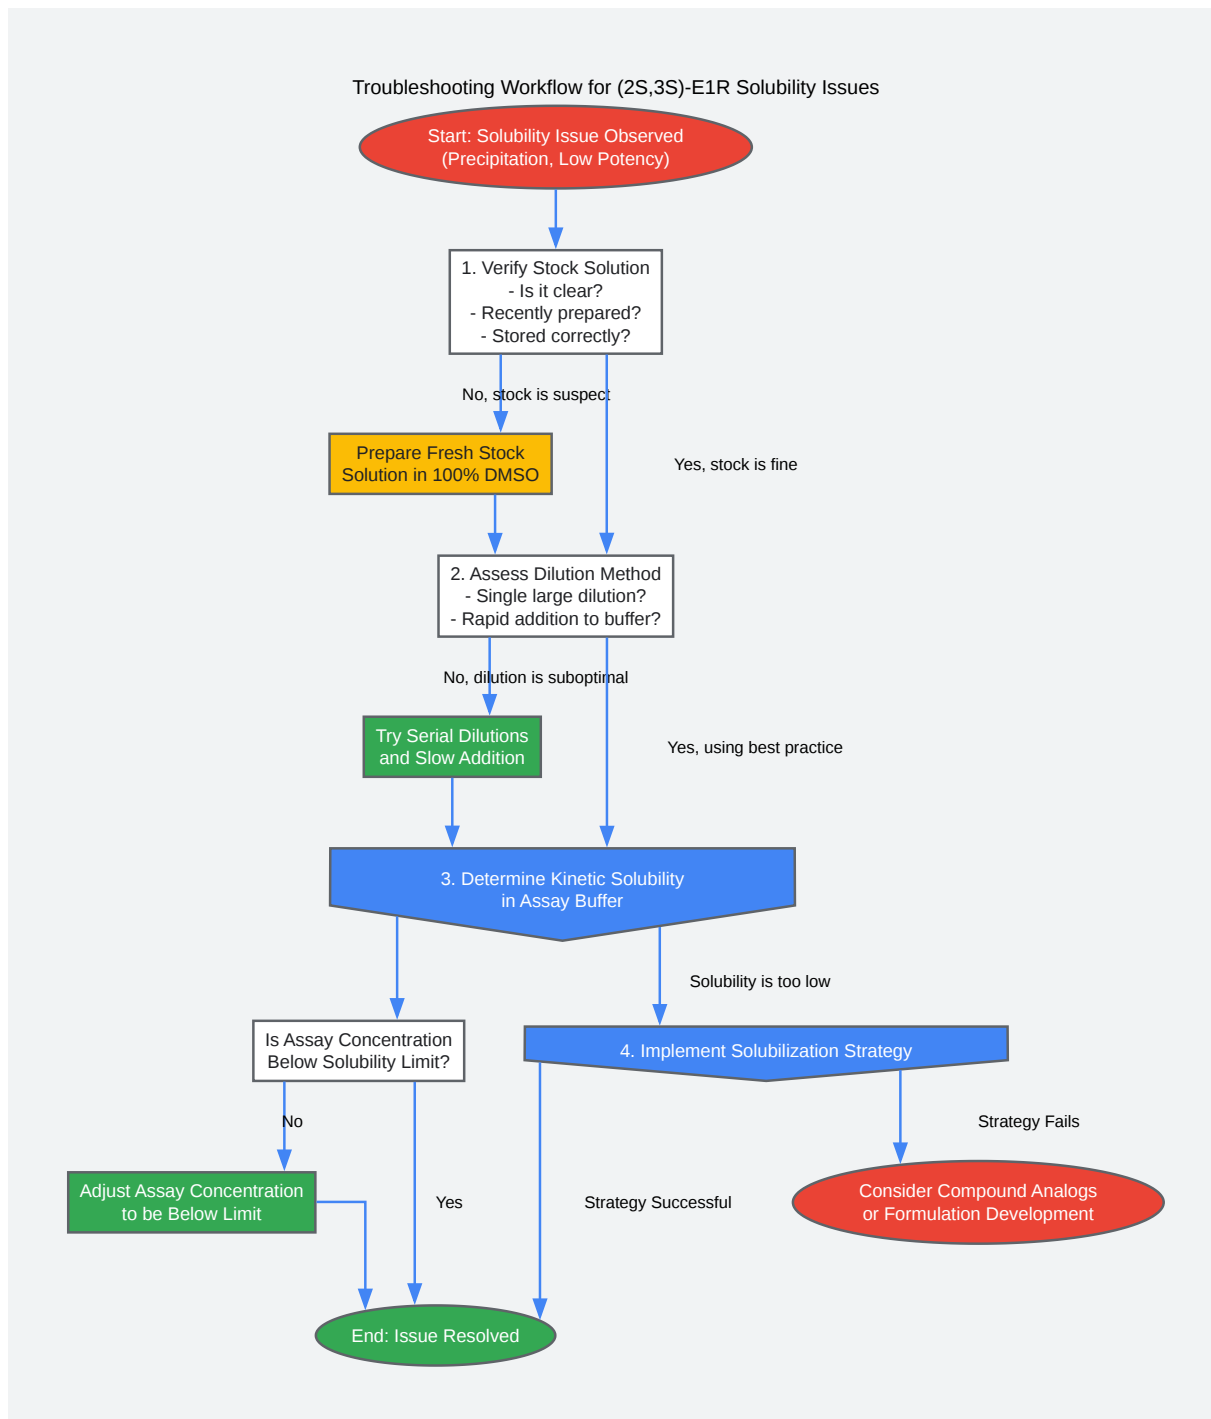 Troubleshooting Workflow for (2S,3S)-E1R Solubility Issues
Start: Solubility Issue Observed
(Precipitation, Low Potency)
1. Verify Stock Solution
- Is it clear?
- Recently prepared?
- Stored correctly?
No, stock is suspect
Prepare Fresh Stock
Solution in 100% DMSO
Yes, stock is fine
2. Assess Dilution Method
- Single large dilution?
- Rapid addition to buffer?
No, dilution is suboptimal
Try Serial Dilutions
and Slow Addition
Yes, using best practice
3. Determine Kinetic Solubility
in Assay Buffer
Solubility is too low
Is Assay Concentration
Below Solubility Limit?
4. Implement Solubilization Strategy
No
Strategy Fails
Adjust Assay Concentration
to be Below Limit
Yes
Strategy Successful
Consider Compound Analogs
or Formulation Development
End: Issue Resolved